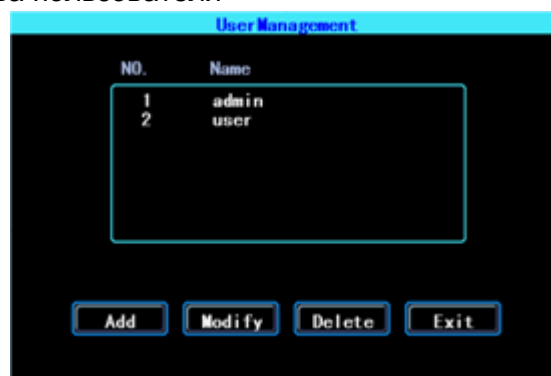 User Management
NO. Name
1 admin
2 user
Add Modify Delete Exit